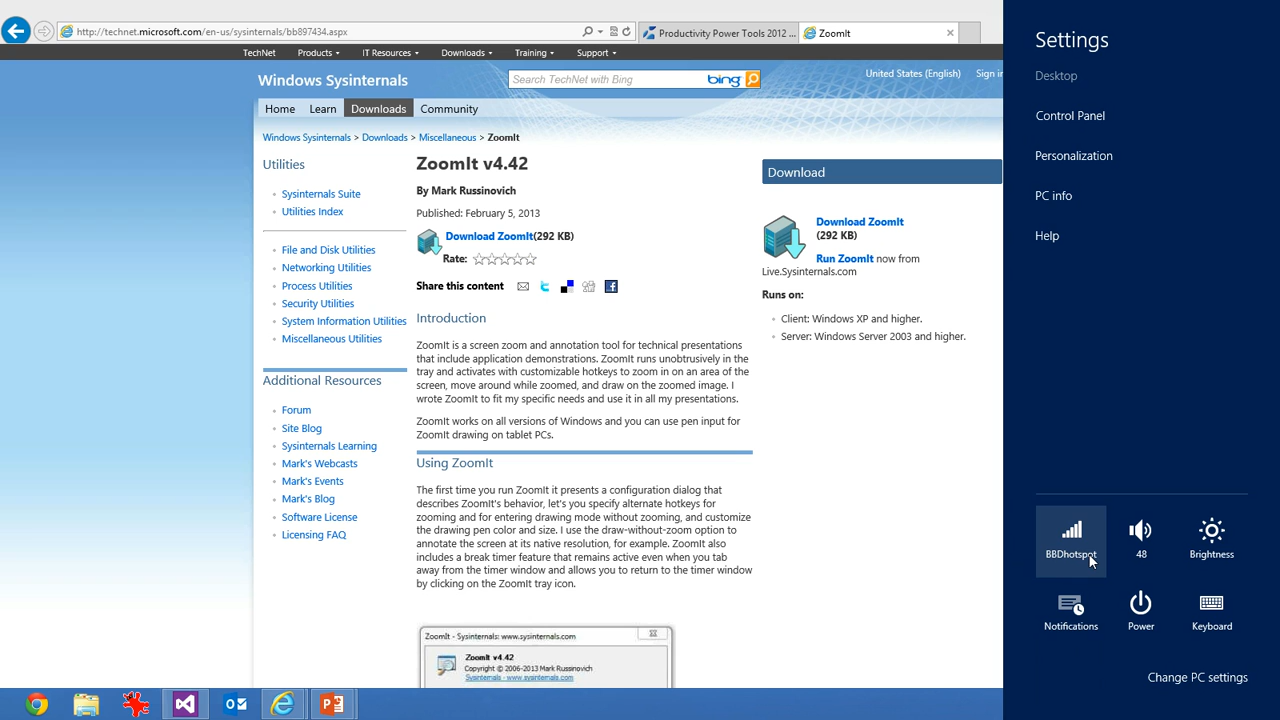 http://technet.microsoft.com/en-us/sysinternals/bb897434.aspx
Productivity Power Tools 2012 ...
ZoomIt
TechNet
Products
IT Resources
Downloads
Training
Support
Windows Sysinternals
Search TechNet with Bing
bing
United States (English)
Sign in
Home
Learn
Downloads
Community
Windows Sysinternals > Downloads > Miscellaneous > ZoomIt
Utilities
Sysinternals Suite
Utilities Index
File and Disk Utilities
Networking Utilities
Process Utilities
Security Utilities
System Information Utilities
Miscellaneous Utilities
Additional Resources
Forum
Site Blog
Sysinternals Learning
Mark's Webcasts
Mark's Events
Mark's Blog
Software License
Licensing FAQ
ZoomIt v4.42
By Mark Russinovich
Published: February 5, 2013
Download ZoomIt(292 KB)
Rate:
Share this content
Introduction
ZoomIt is a screen zoom and annotation tool for technical presentations
that include application demonstrations. ZoomIt runs unobtrusively in the
tray and activates with customizable hotkeys to zoom in on an area of the
screen, move around while zoomed, and draw on the zoomed image. I
wrote ZoomIt to fit my specific needs and use it in all my presentations.
ZoomIt works on all versions of Windows and you can use pen input for
ZoomIt drawing on tablet PCs.
Using ZoomIt
The first time you run ZoomIt it presents a configuration dialog that
describes ZoomIt's behavior, let's you specify alternate hotkeys for
zooming and for entering drawing mode without zooming, and customize
the drawing pen color and size. I use the draw-without-zoom option to
annotate the screen at its native resolution, for example. ZoomIt also
includes a break timer feature that remains active even when you tab
away from the timer window and allows you to return to the timer window
by clicking on the ZoomIt tray icon.
ZoomIt - Sysinternals: www.sysinternals.com
ZoomIt v4.42
Copyright © 2006-2013 Mark Russinovich
Sysinternals - www.sysinternals.com
Download
Download ZoomIt
(292 KB)
Run ZoomIt now from
Live.Sysinternals.com
Runs on:
Client: Windows XP and higher.
Server: Windows Server 2003 and higher.
Settings
Desktop
Control Panel
Personalization
PC info
Help
BBDhotspot
48
Brightness
Notifications
Power
Keyboard
Change PC settings